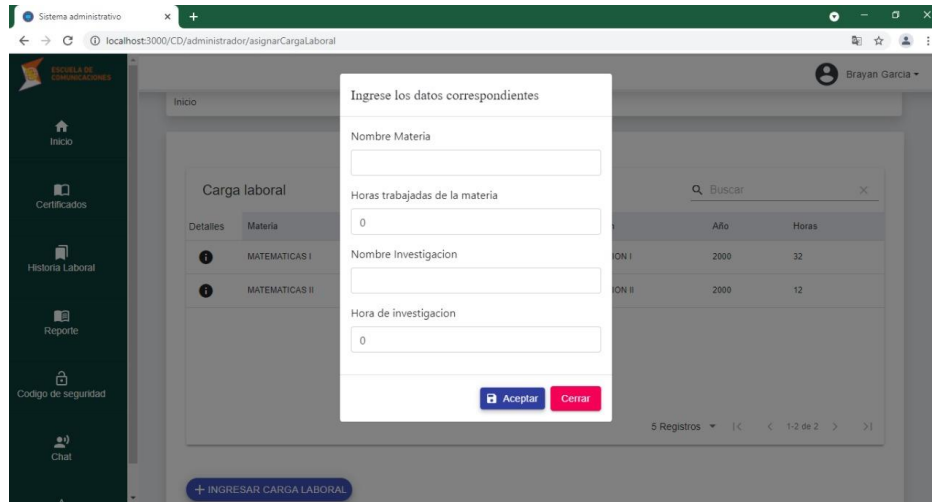 Sistema administrativo
localhost:3000/CD/administrador/asignarCargaLaboral
ESCUELA DE
COMUNICACIONES
Brayan Garcia
Inicio
Inicio
Certificados
Historia Laboral
Reporte
Codigo de seguridad
Chat
Ingrese los datos correspondientes
Nombre Materia
Horas trabajadas de la materia
0
Nombre Investigacion
Hora de investigacion
0
Aceptar Cerrar
Carga laboral Buscar
Detalles Materia Año Horas
MATEMATICAS I ION I 2000 32
MATEMATICAS II ION II 2000 12
5 Registros 1-2 de 2
+ INGRESAR CARGA LABORAL